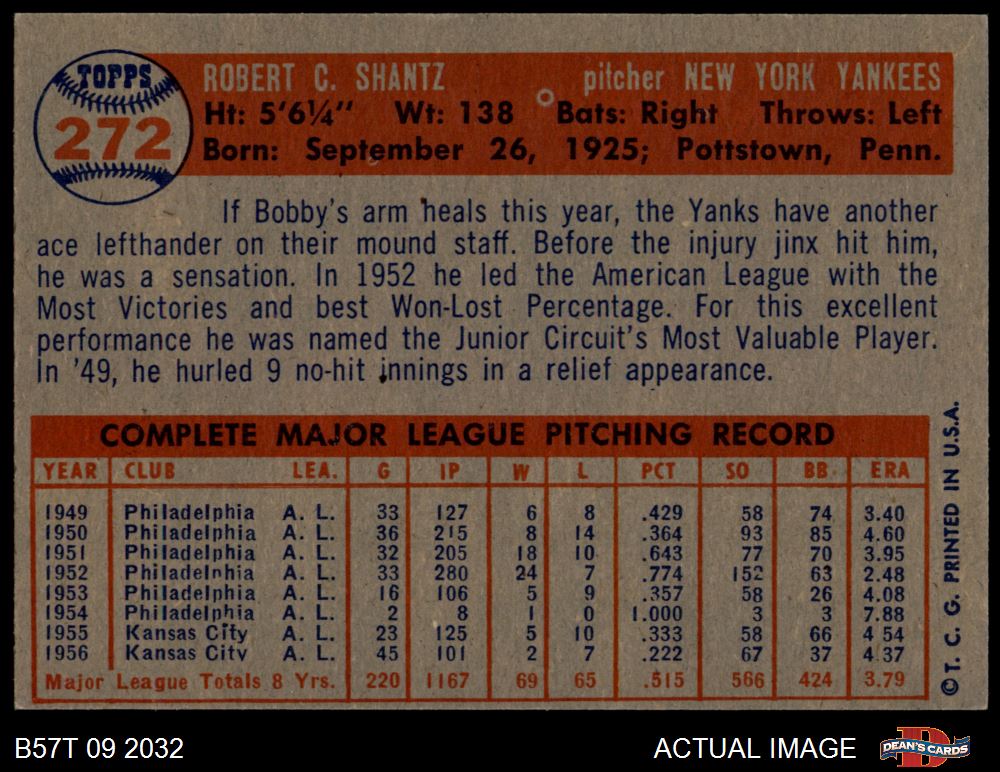 TOPPS
272
ROBERT C. SHANTZ pitcher NEW YORK YANKEES
Ht: 5'6¼" Wt: 138 Bats: Right Throws: Left
Born: September 26, 1925; Pottstown, Penn.
If Bobby's arm heals this year, the Yanks have another
ace lefthander on their mound staff. Before the injury jinx hit him,
he was a sensation. In 1952 he led the American League with the
Most Victories and best Won-Lost Percentage. For this excellent
performance he was named the Junior Circuit's Most Valuable Player.
In '49, he hurled 9 no-hit innings in a relief appearance.
COMPLETE MAJOR LEAGUE PITCHING RECORD
YEAR CLUB LEA. G IP W L PCT SO BB ERA
1949 Philadelphia A. L. 33 127 6 8 .429 58 74 3.40
1950 Philadelphia A. L. 36 215 8 14 .364 93 85 4.60
1951 Philadelphia A. L. 32 205 18 10 .643 77 70 3.95
1952 Philadelphia A. L. 33 280 24 7 .774 152 63 2.48
1953 Philadelphia A. L. 16 106 5 9 .357 58 26 4.08
1954 Philadelphia A. L. 2 8 1 0 1.000 3 3 7.88
1955 Kansas City A. L. 23 125 5 10 .333 58 66 4.54
1956 Kansas City A. L. 45 101 2 7 .222 67 37 4.37
Major League Totals 8 Yrs. 220 1167 69 65 .515 566 424 3.79
© T. C. G. PRINTED IN U.S.A.
B57T 09 2032 ACTUAL IMAGE DEAN'S CARDS